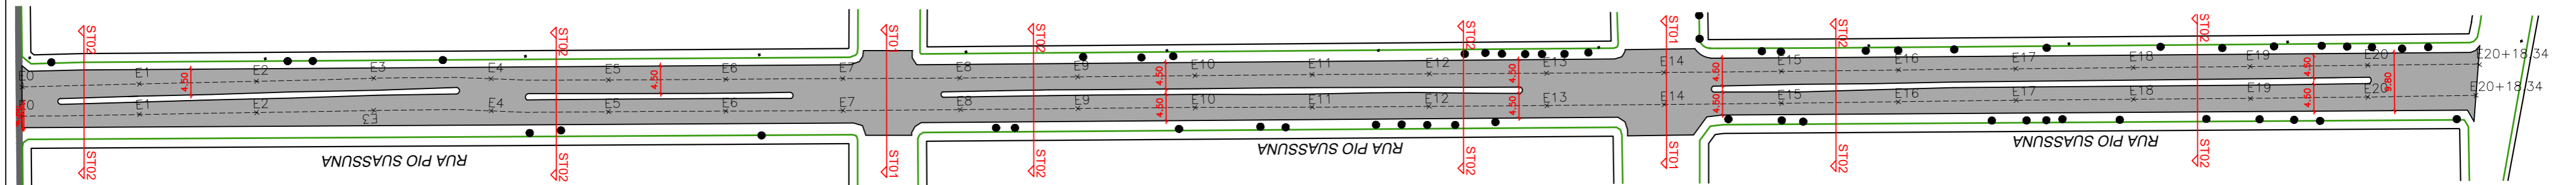 ST02 ST02 ST01 ST02 ST02 ST01 ST02 ST02
E0 E1 E2 E3 E4 E5 E6 E7 E8 E9 E10 E11 E12 E13 E14 E15 E16 E17 E18 E19 E20 E20+18.34
4.50 4.50 4.50 4.50 4.50 4.50 9.80
E0 E1 E2 E3 E4 E5 E6 E7 E8 E9 E10 E11 E12 E13 E14 E15 E16 E17 E18 E19 E20 E20+18.34
4.50 4.50 4.50 4.50
RUA PIO SUASSUNA RUA PIO SUASSUNA RUA PIO SUASSUNA
ST02 ST02 ST01 ST02 ST02 ST01 ST02 ST02